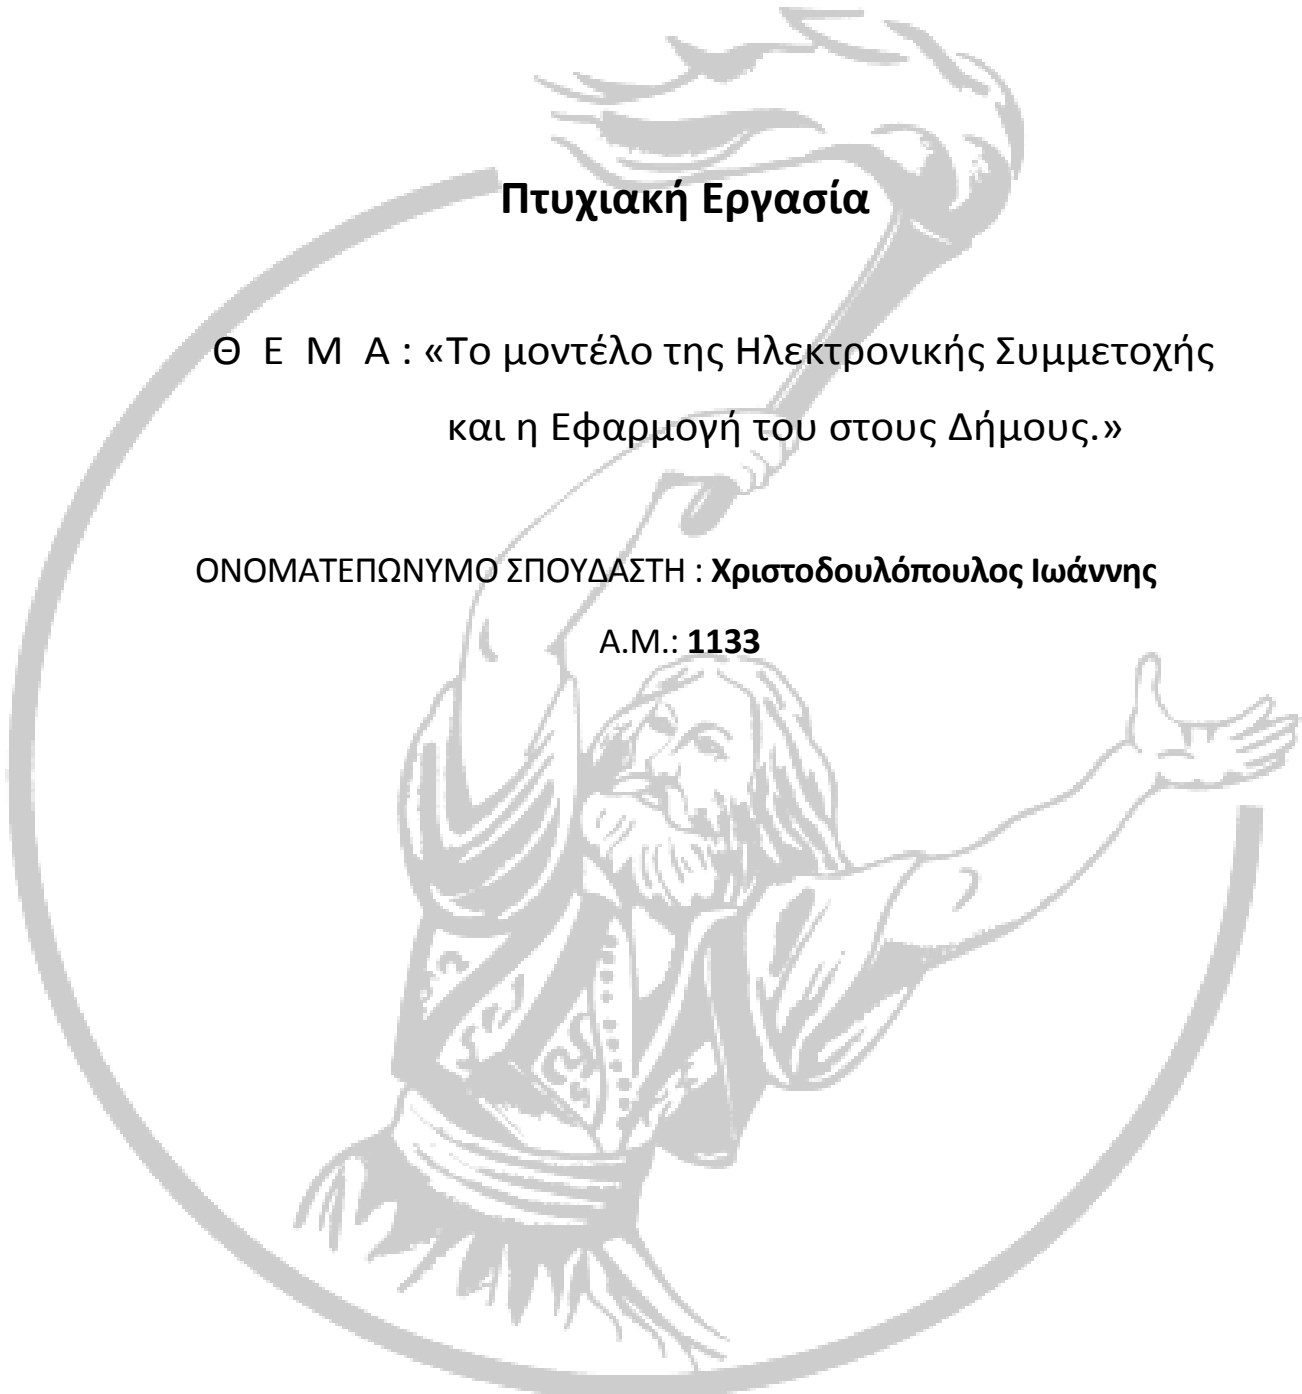 Πτυχιακή Εργασία
Θ Ε Μ Α : «Το μοντέλο της Ηλεκτρονικής Συμμετοχής
και η Εφαρμογή του στους Δήμους.»
ΟΝΟΜΑΤΕΠΩΝΥΜΟ ΣΠΟΥΔΑΣΤΗ : Χριστοδουλόπουλος Ιωάννης
Α.Μ.: 1133